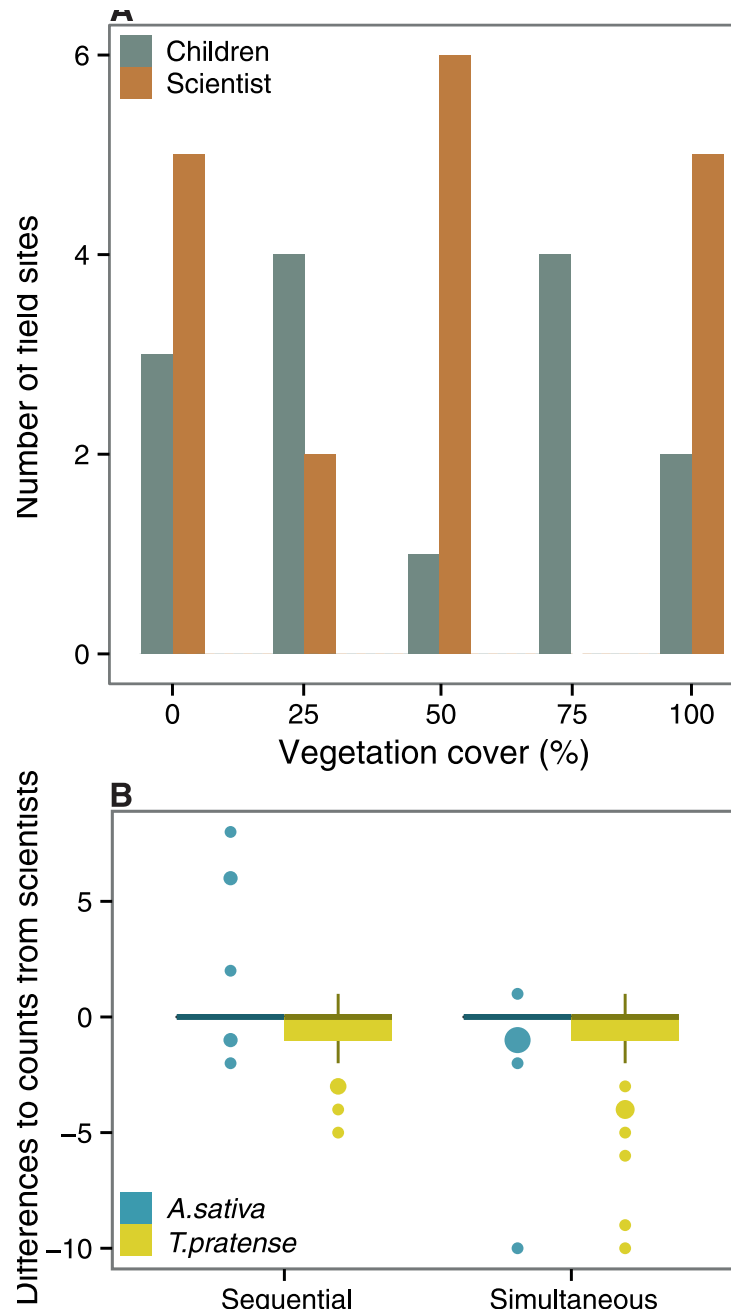 A
Children
Scientist
Number of field sites
6
4
2
0
0 25 50 75 100
Vegetation cover (%)
B
Differences to counts from scientists
5
0
−5
−10
A.sativa
T.pratense
Sequential Simultaneous